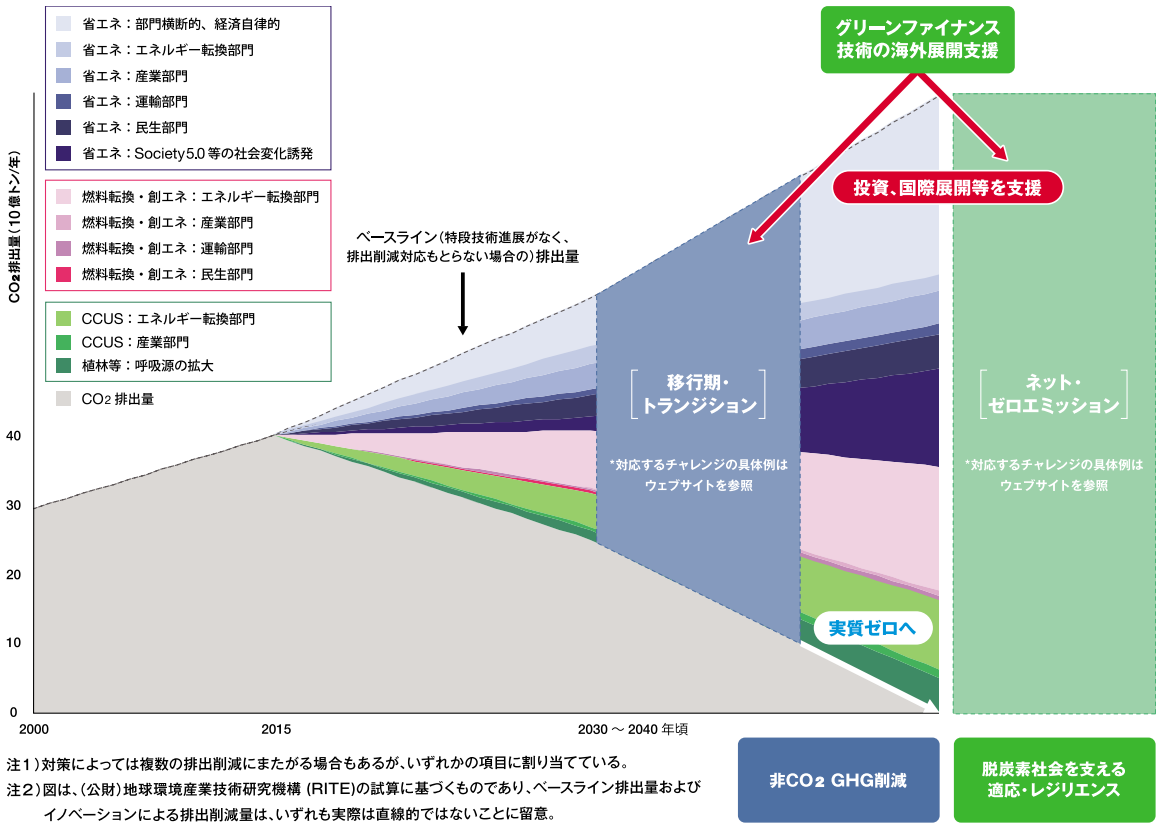 省エネ：部門横断的、経済自律的
省エネ：エネルギー転換部門
省エネ：産業部門
省エネ：運輸部門
省エネ：民生部門
省エネ：Society5.0等の社会変化誘発
燃料転換・創エネ：エネルギー転換部門
燃料転換・創エネ：産業部門
燃料転換・創エネ：運輸部門
燃料転換・創エネ：民生部門
CCUS：エネルギー転換部門
CCUS：産業部門
植林等：呼吸源の拡大
CO2 排出量
グリーンファイナンス
技術の海外展開支援
投資、国際展開等を支援
ベースライン（特段技術進展がなく、
排出削減対応もとらない場合の）排出量
CO2排出量（10億トン/年）
40
30
20
10
0
移行期・
トランジション
*対応するチャレンジの具体例は
ウェブサイトを参照
ネット・
ゼロエミッション
*対応するチャレンジの具体例は
ウェブサイトを参照
実質ゼロへ
2000
2015
2030 〜 2040 年頃
非CO2 GHG削減
脱炭素社会を支える
適応・レジリエンス
注1）対策によっては複数の排出削減にまたがる場合もあるが、いずれかの項目に割り当てている。
注2）図は、（公財）地球環境産業技術研究機構 (RITE)の試算に基づくものであり、ベースライン排出量および
イノベーションによる排出削減量は、いずれも実際は直線的ではないことに留意。